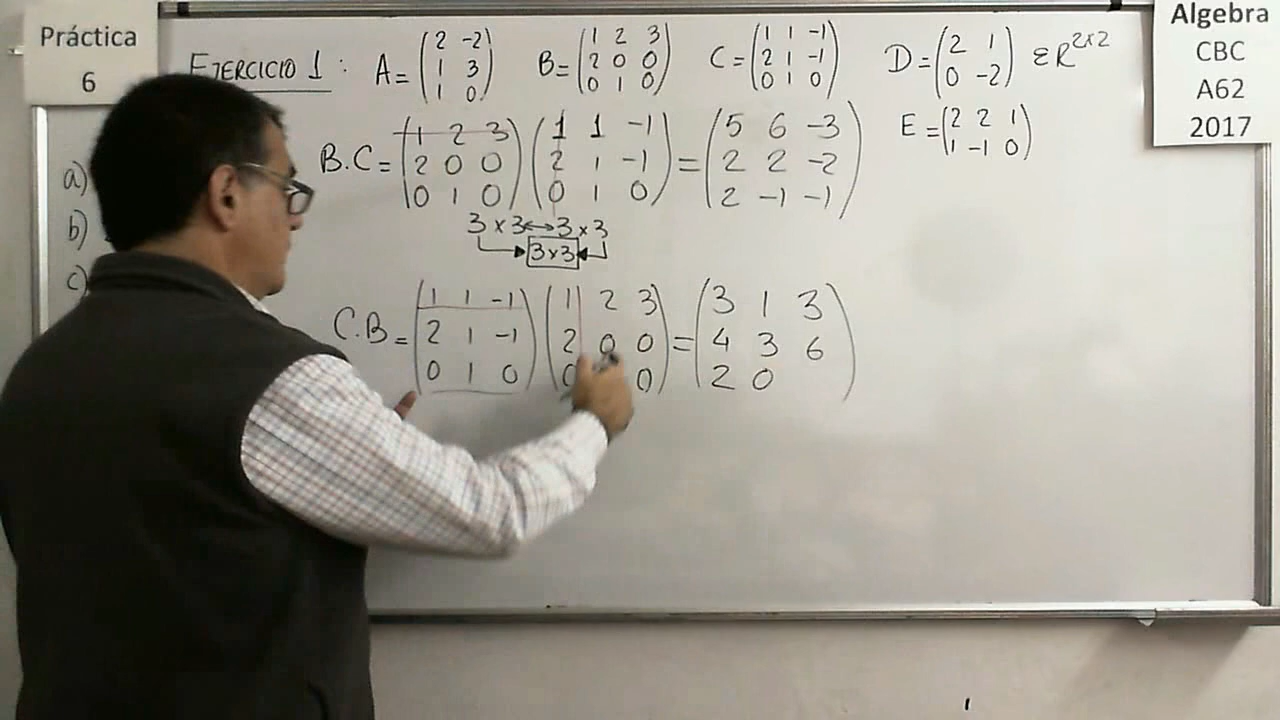 Práctica
6
Algebra
CBC
A62
2017
EJERCICIO 1 : A = (2 -2 / 1 3 / 1 0) B = (1 2 3 / 2 0 0 / 0 1 0) C = (1 1 -1 / 2 1 -1 / 0 1 0) D = (2 1 / 0 -2) ∈ R^2x2
E = (2 2 1 / 1 -1 0)
a)
b)
c)
B.C = (1 2 3 / 2 0 0 / 0 1 0) (1 1 -1 / 2 1 -1 / 0 1 0) = (5 6 -3 / 2 2 -2 / 2 -1 -1)
3 x 3 ↔ 3 x 3
3x3
C.B = (1 1 -1 / 2 1 -1 / 0 1 0) (1 2 3 / 2 0 0 / 0 0) = (3 1 3 / 4 3 6 / 2 0)